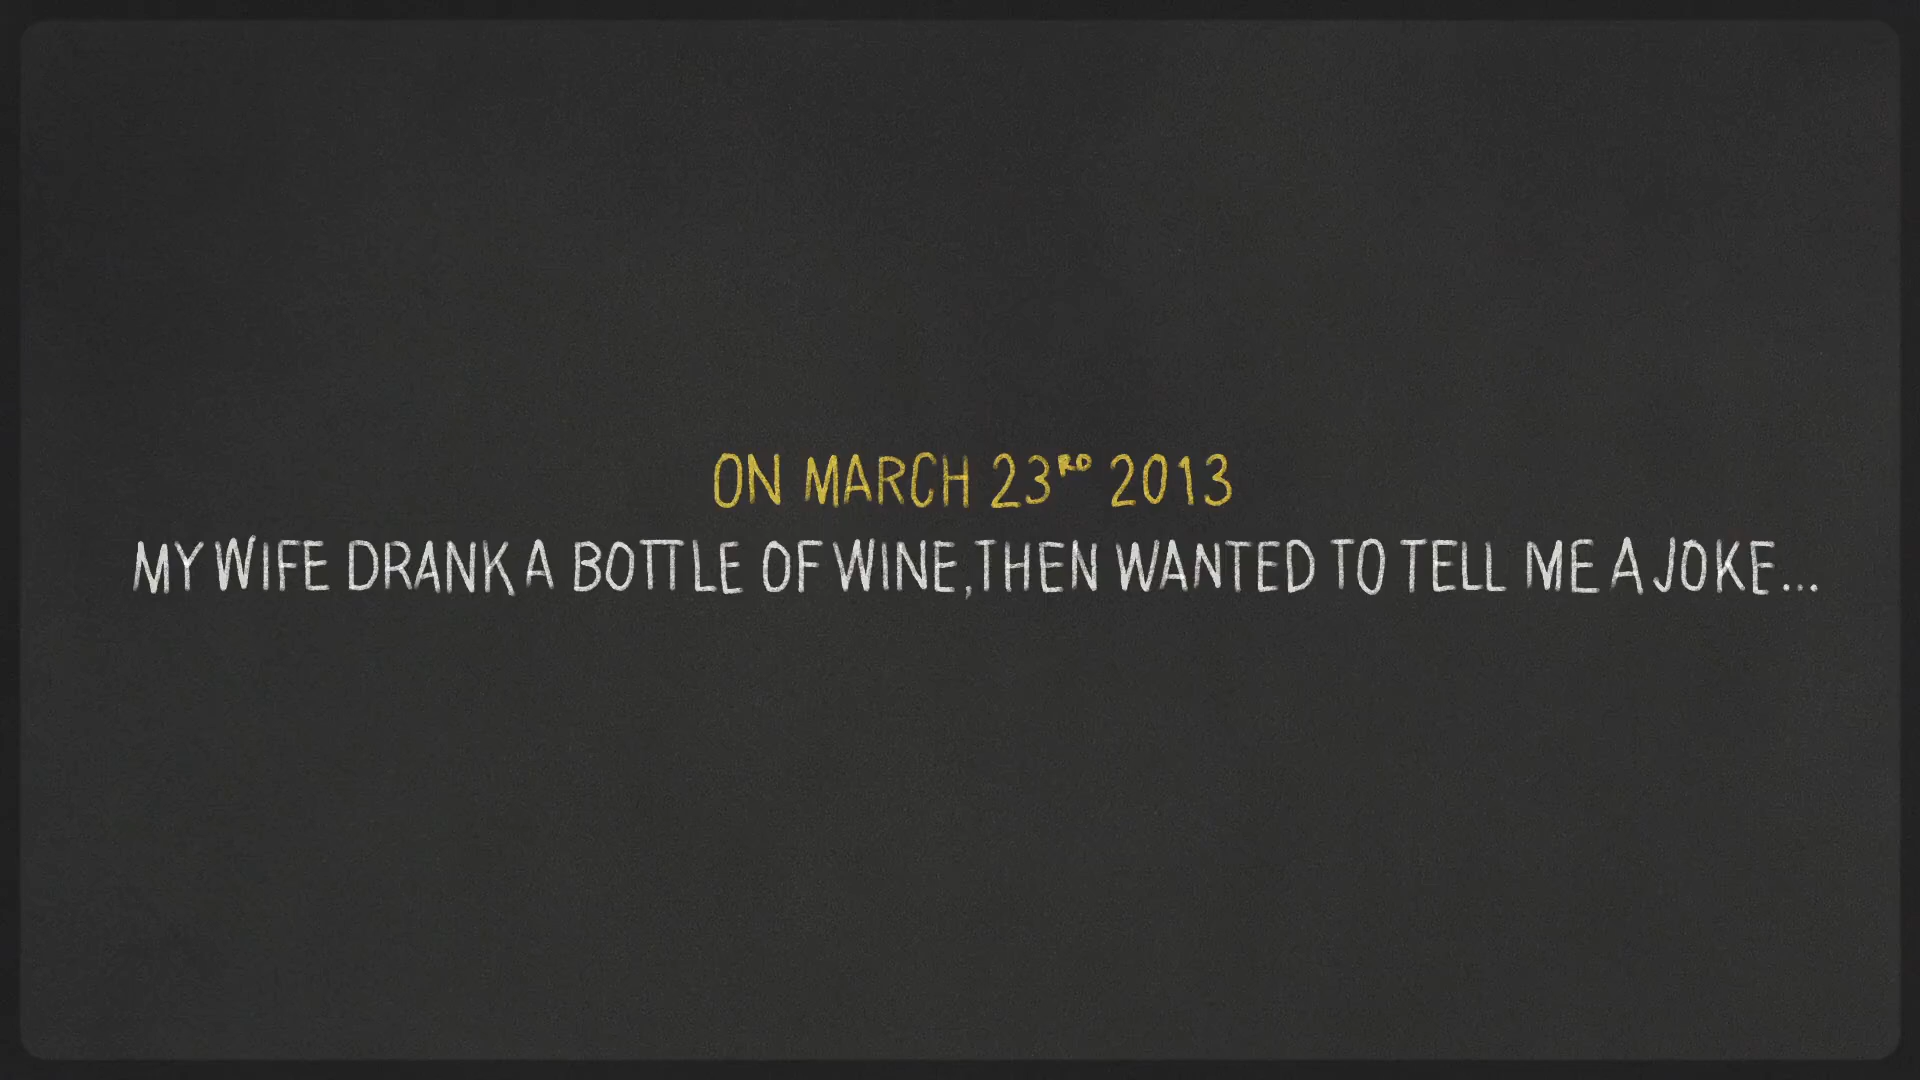 ON MARCH 23RD 2013
MY WIFE DRANK A BOTTLE OF WINE, THEN WANTED TO TELL ME A JOKE...